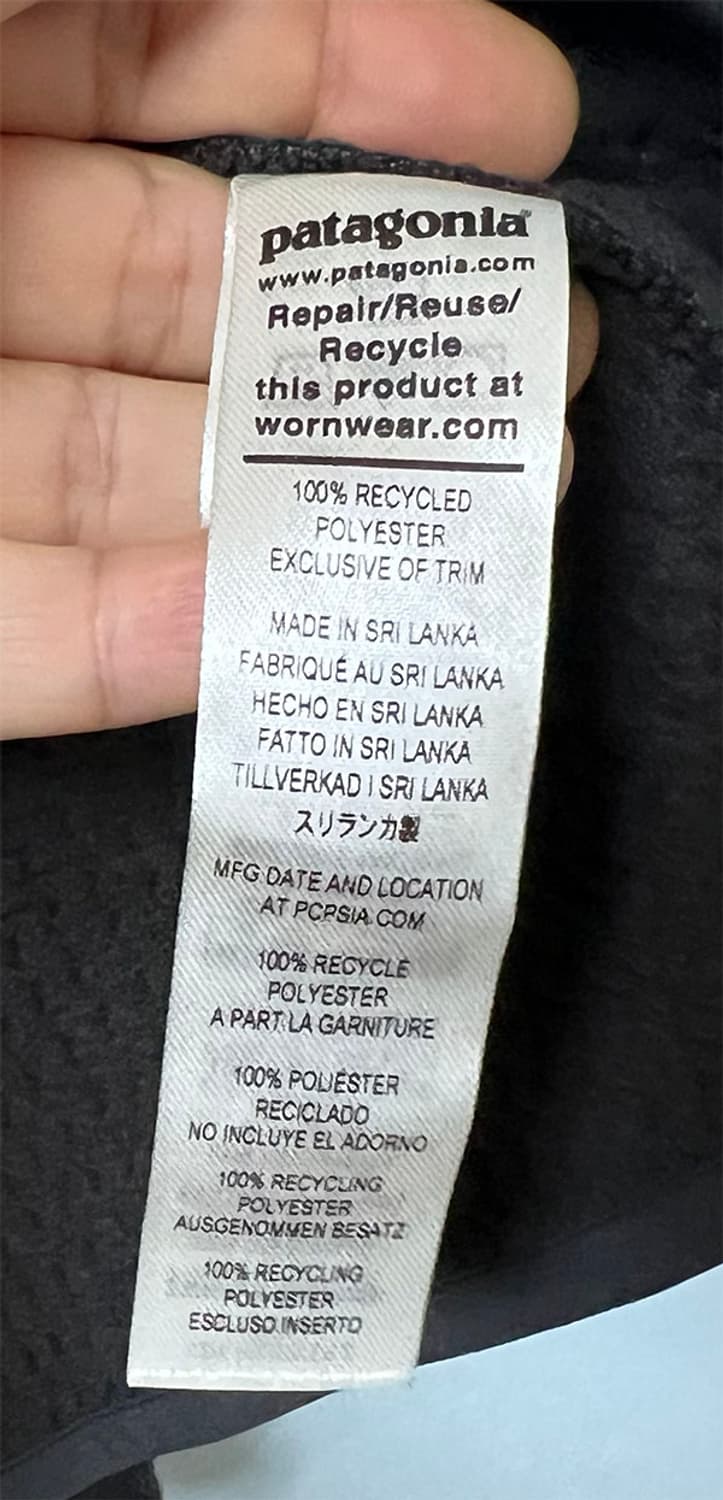 patagonia™
www.patagonia.com
Repair/Reuse/
Recycle
this product at
wornwear.com
100% RECYCLED
POLYESTER
EXCLUSIVE OF TRIM
MADE IN SRI LANKA
FABRIQUÉ AU SRI LANKA
HECHO EN SRI LANKA
FATTO IN SRI LANKA
TILLVERKAD I SRI LANKA
スリランカ製
MFG DATE AND LOCATION
AT PCPSIA.COM
100% RECYCLÉ
POLYESTER
A PART LA GARNITURE
100% POLIÉSTER
RECICLADO
NO INCLUYE EL ADORNO
100% RECYCLING
POLYESTER
AUSGENOMMEN BESATZ
100% RECYCLING
POLYESTER
ESCLUSO INSERTO